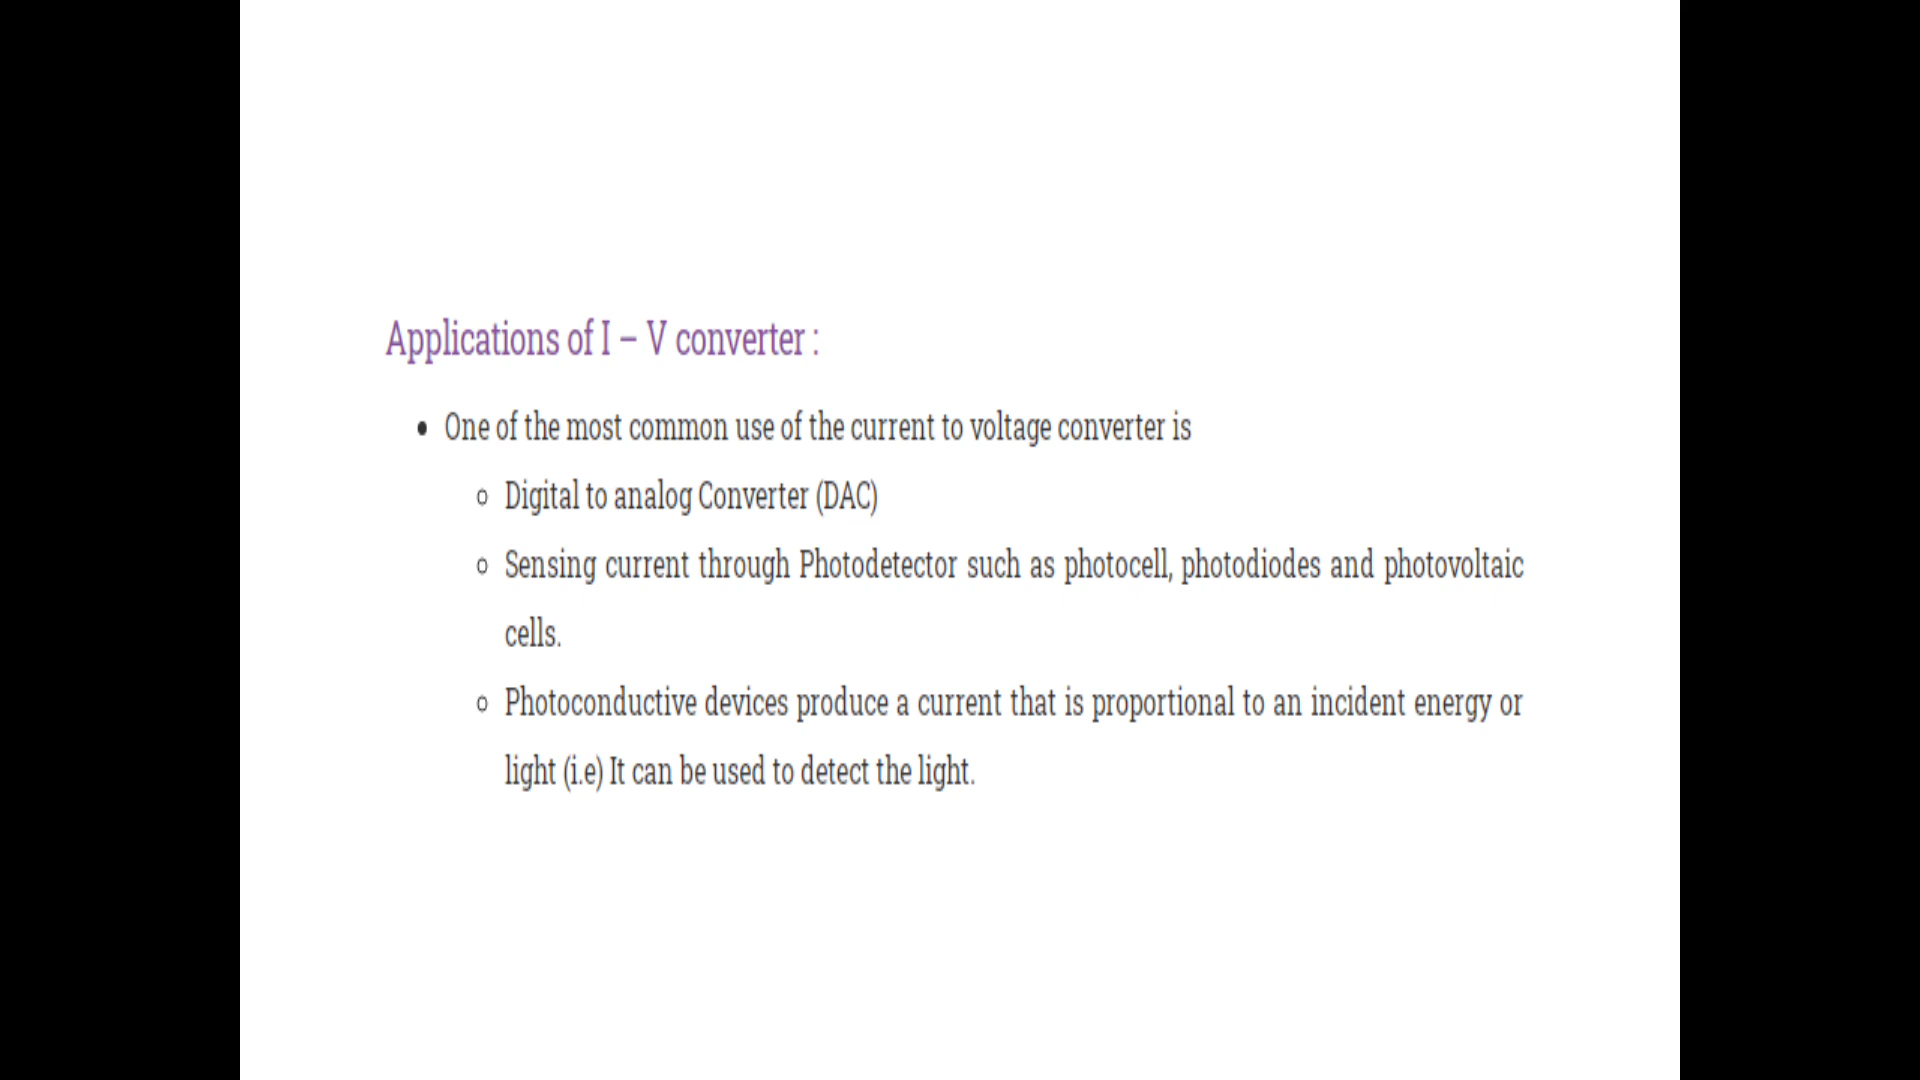 Applications of I – V converter :
• One of the most common use of the current to voltage converter is
o Digital to analog Converter (DAC)
o Sensing current through Photodetector such as photocell, photodiodes and photovoltaic
cells.
o Photoconductive devices produce a current that is proportional to an incident energy or
light (i.e) It can be used to detect the light.